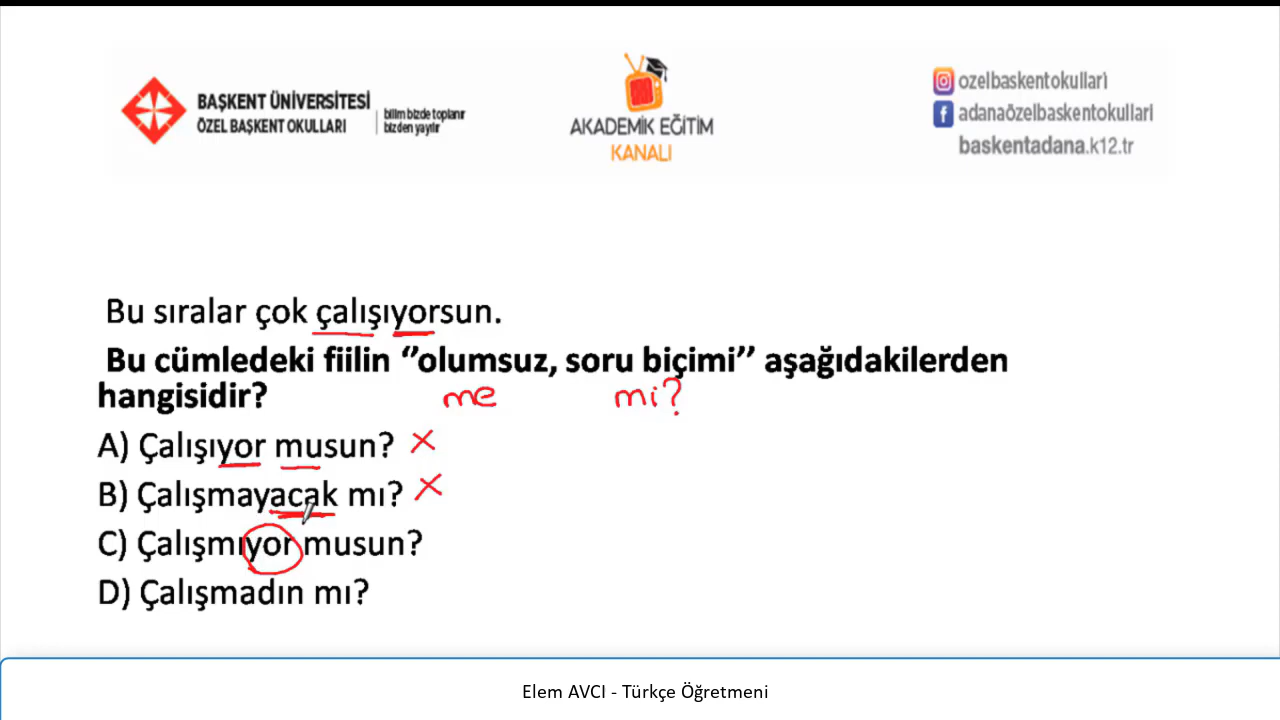 BAŞKENT ÜNİVERSİTESİ
ÖZEL BAŞKENT OKULLARI
bilim bizde toplanır
bizden yayılır
AKADEMİK EĞİTİM
KANALI
ozelbaskentokullari
adanaözelbaskentokullari
baskentadana.k12.tr
Bu sıralar çok çalışıyorsun.
Bu cümledeki fiilin ‘’olumsuz, soru biçimi’’ aşağıdakilerden
hangisidir?
me mi?
A) Çalışıyor musun? ×
B) Çalışmayacak mı? ×
C) Çalışmıyor musun?
D) Çalışmadın mı?
Elem AVCI - Türkçe Öğretmeni